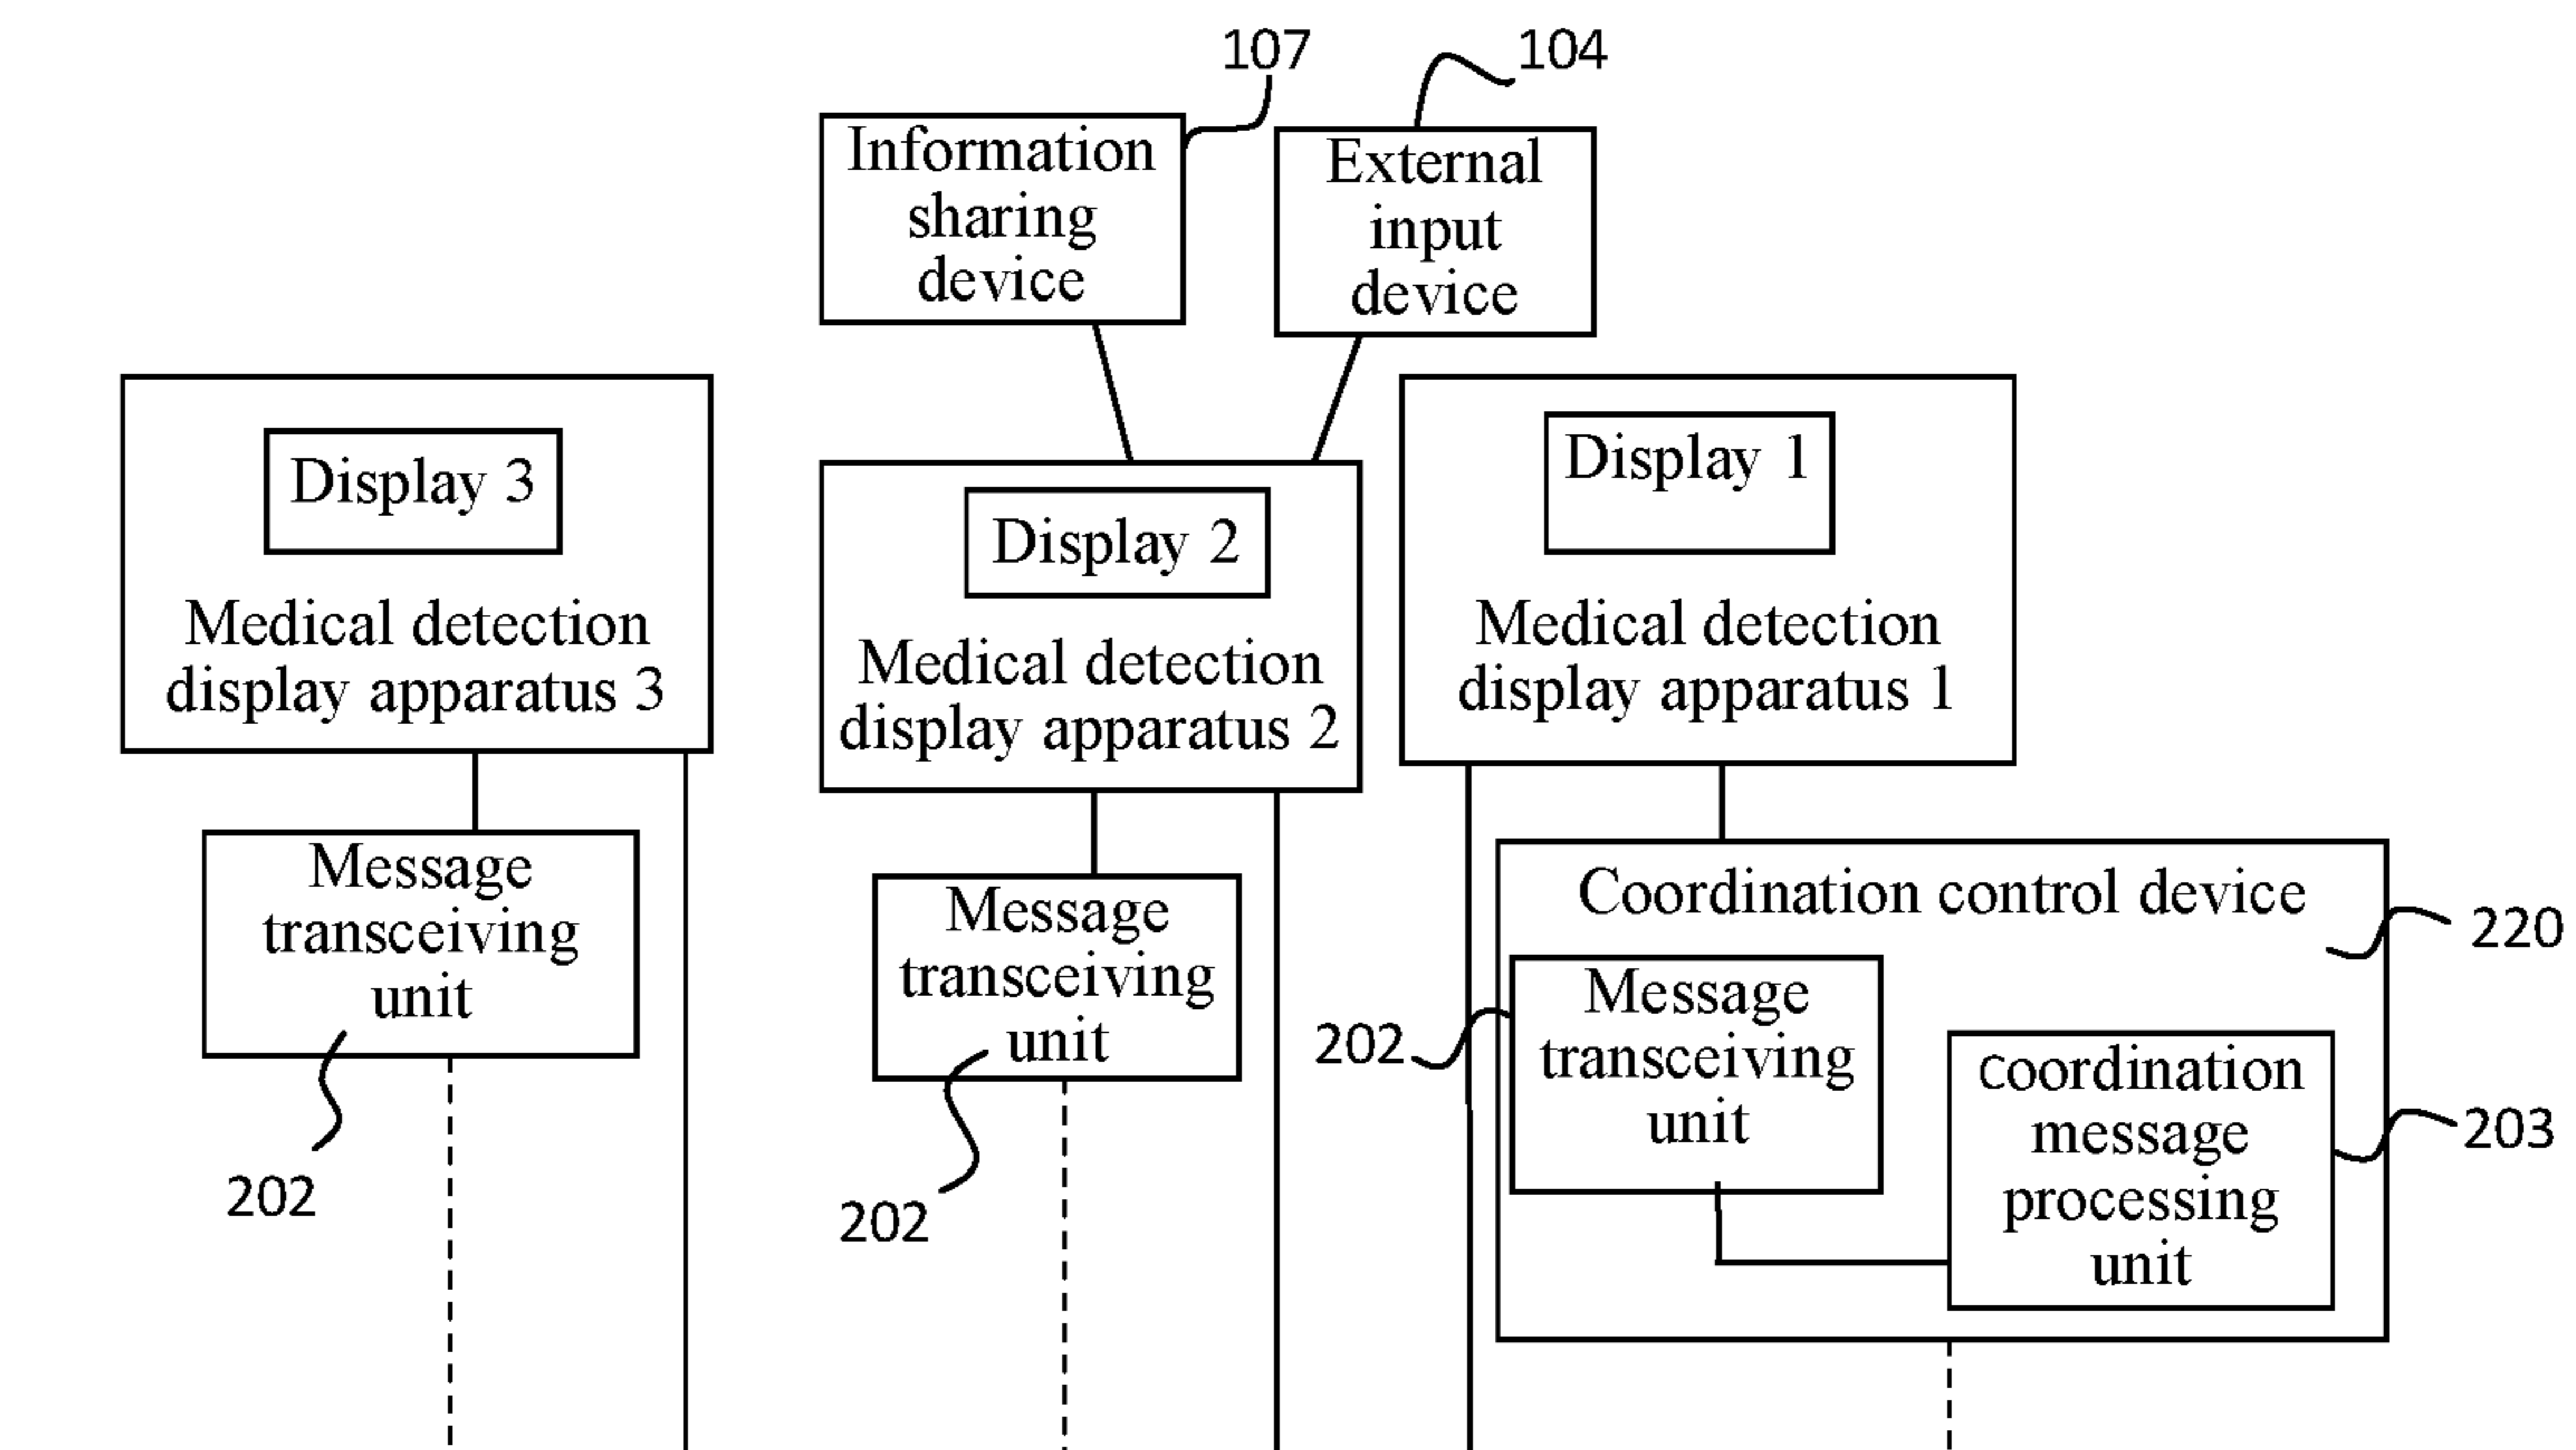 107
104
Information
sharing
device
External
input
device
Display 3
Medical detection
display apparatus 3
Display 2
Medical detection
display apparatus 2
Display 1
Medical detection
display apparatus 1
Message
transceiving
unit
202
Message
transceiving
unit
202
Coordination control device
220
Message
transceiving
unit
202
coordination
message
processing
unit
203